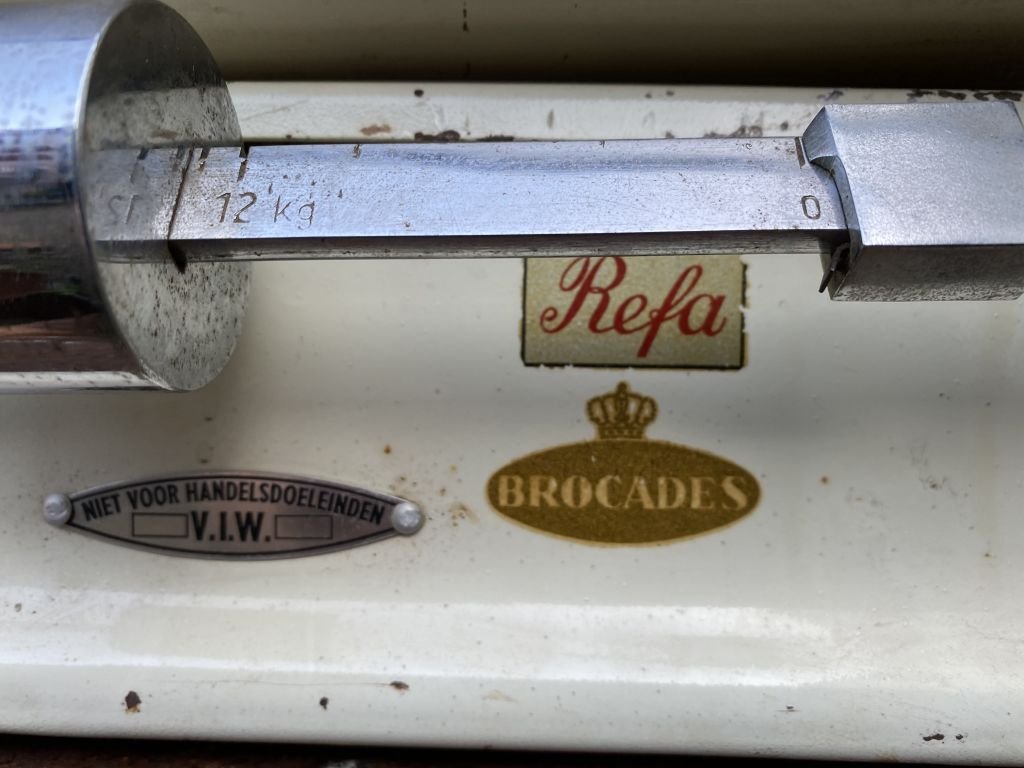 12 kg
0
Refa
BROCADES
NIET VOOR HANDELSDOELEINDEN
V.I.W.